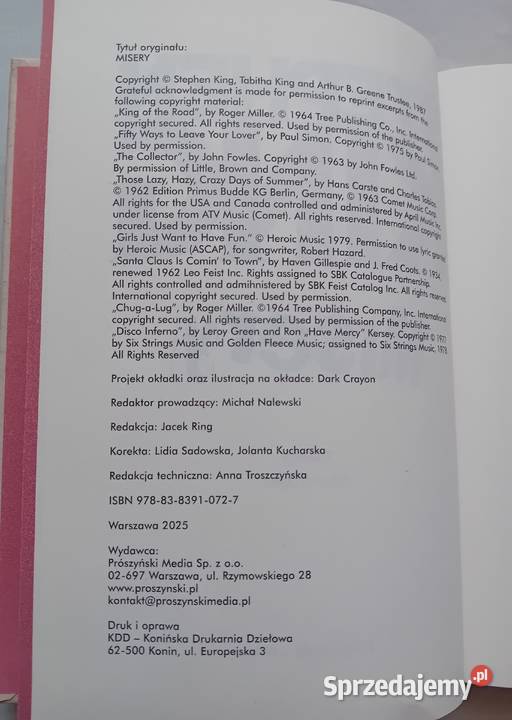 Tytuł oryginału:
MISERY
Copyright © Stephen King, Tabitha King and Arthur B. Greene Trustee, 1987
Grateful acknowledgment is made for permission to reprint excerpts from the
following copyright material:
„King of the Road”, by Roger Miller. © 1964 Tree Publishing Co., Inc. International
copyright secured. All rights reserved. Used by permission of the publisher.
„Fifty Ways to Leave Your Lover”, by Paul Simon. Copyright © 1975 by Paul Simon.
Used by permission.
„The Collector”, by John Fowles. Copyright © 1963 by John Fowles Ltd.
By permission of Little, Brown and Company.
„Those Lazy, Hazy, Crazy Days of Summer”, by Hans Carste and Charles Tobias.
© 1962 Edition Primus Budde KG Berlin, Germany, © 1963 Comet Music Corp.
All rights for the USA and Canada controlled and administered by April Music Inc.
under license from ATV Music (Comet). All rights reserved. International copyright
secured. Used by permission.
„Girls Just Want to Have Fun.” © Heroic Music 1979. Permission to use lyric granted
by Heroic Music (ASCAP), for songwriter, Robert Hazard.
„Santa Claus Is Comin’ to Town”, by Haven Gillespie and J. Fred Coots. © 1934,
renewed 1962 Leo Feist Inc. Rights assigned to SBK Catalogue Partnership.
All rights controlled and admihnistered by SBK Feist Catalog Inc. All rights reserved.
International copyright secured. Used by permission.
„Chug-a-Lug”, by Roger Miller. ©1964 Tree Publishing Company, Inc. International
copyright secured. All rights reserved. Used by permission of the publisher.
„Disco Inferno”, by Leroy Green and Ron „Have Mercy” Kersey. Copyright © 1977
by Six Strings Music and Golden Fleece Music; assigned to Six Strings Music, 1978.
All Rights Reserved
Projekt okładki oraz ilustracja na okładce: Dark Crayon
Redaktor prowadzący: Michał Nalewski
Redakcja: Jacek Ring
Korekta: Lidia Sadowska, Jolanta Kucharska
Redakcja techniczna: Anna Troszczyńska
ISBN 978-83-8391-072-7
Warszawa 2025
Wydawca:
Prószyński Media Sp. z o.o.
02-697 Warszawa, ul. Rzymowskiego 28
www.proszynski.pl
kontakt@proszynskimedia.pl
Druk i oprawa
KDD – Konińska Drukarnia Dziełowa
62-500 Konin, ul. Europejska 3
Sprzedajemy.pl